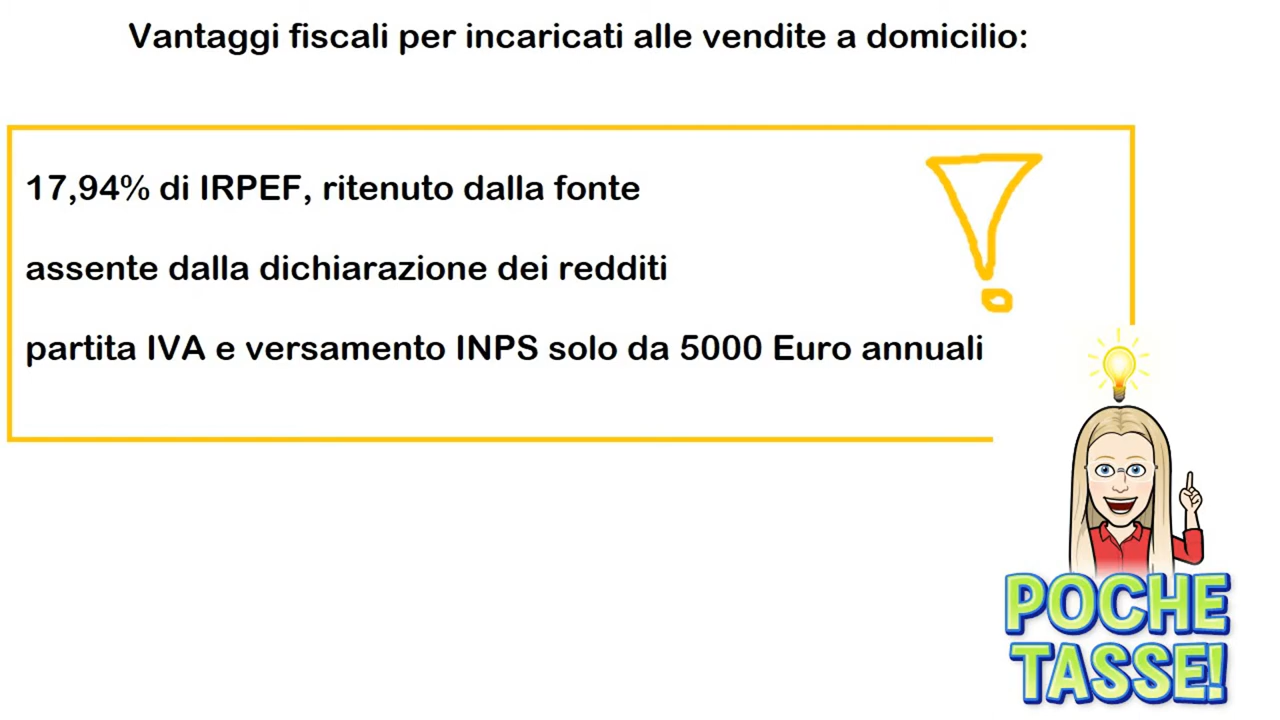 Vantaggi fiscali per incaricati alle vendite a domicilio:
17,94% di IRPEF, ritenuto dalla fonte
assente dalla dichiarazione dei redditi
partita IVA e versamento INPS solo da 5000 Euro annuali
POCHE
TASSE!